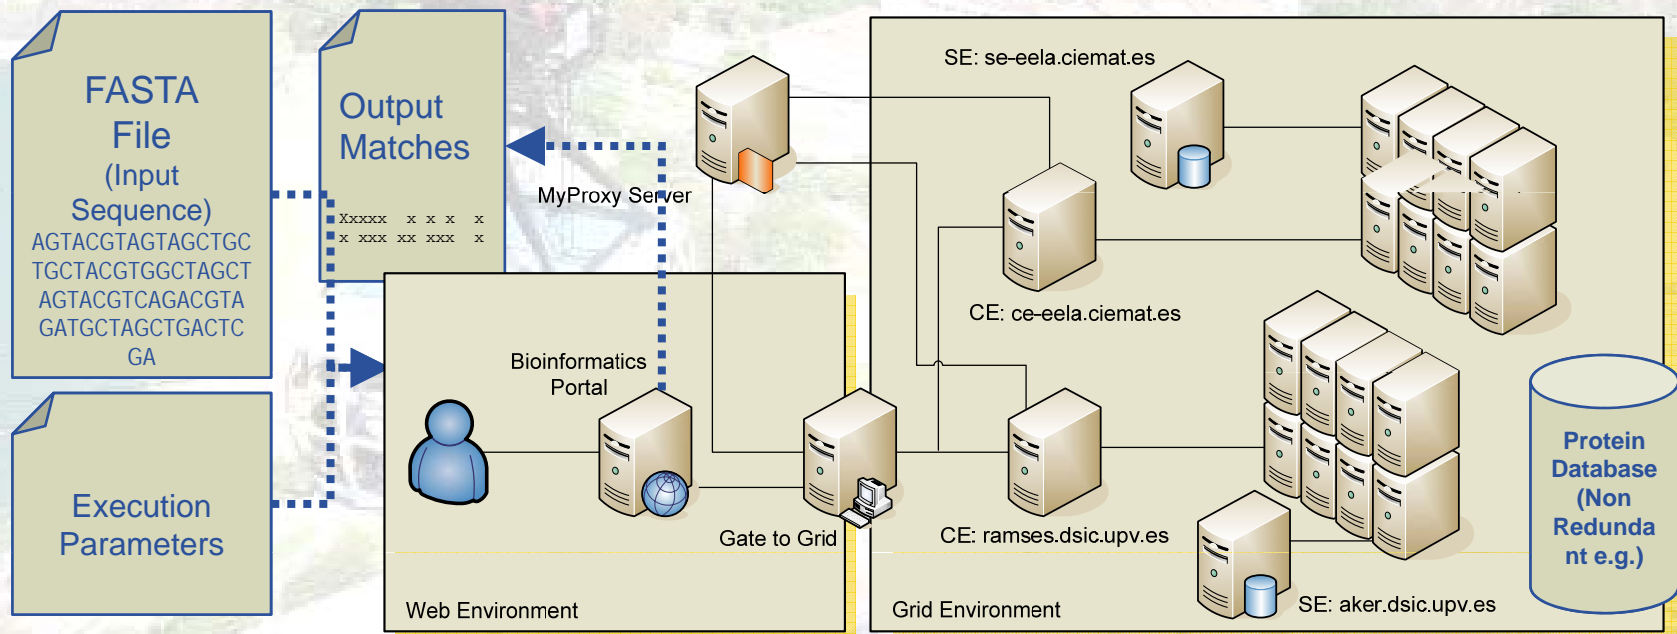 FASTA
File
(Input
Sequence)
AGTACGTAGTAGCTGC
TGCTACGTGGCTAGCT
AGTACGTCAGACGTA
GATGCTAGCTGACTC
GA
Execution
Parameters
Output
Matches
Xxxxx x x x x
x xxx xx xxx x
MyProxy Server
Bioinformatics
Portal
Gate to Grid
Web Environment
SE: se-eela.ciemat.es
CE: ce-eela.ciemat.es
CE: ramses.dsic.upv.es
SE: aker.dsic.upv.es
Grid Environment
Protein
Database
(Non
Redunda
nt e.g.)